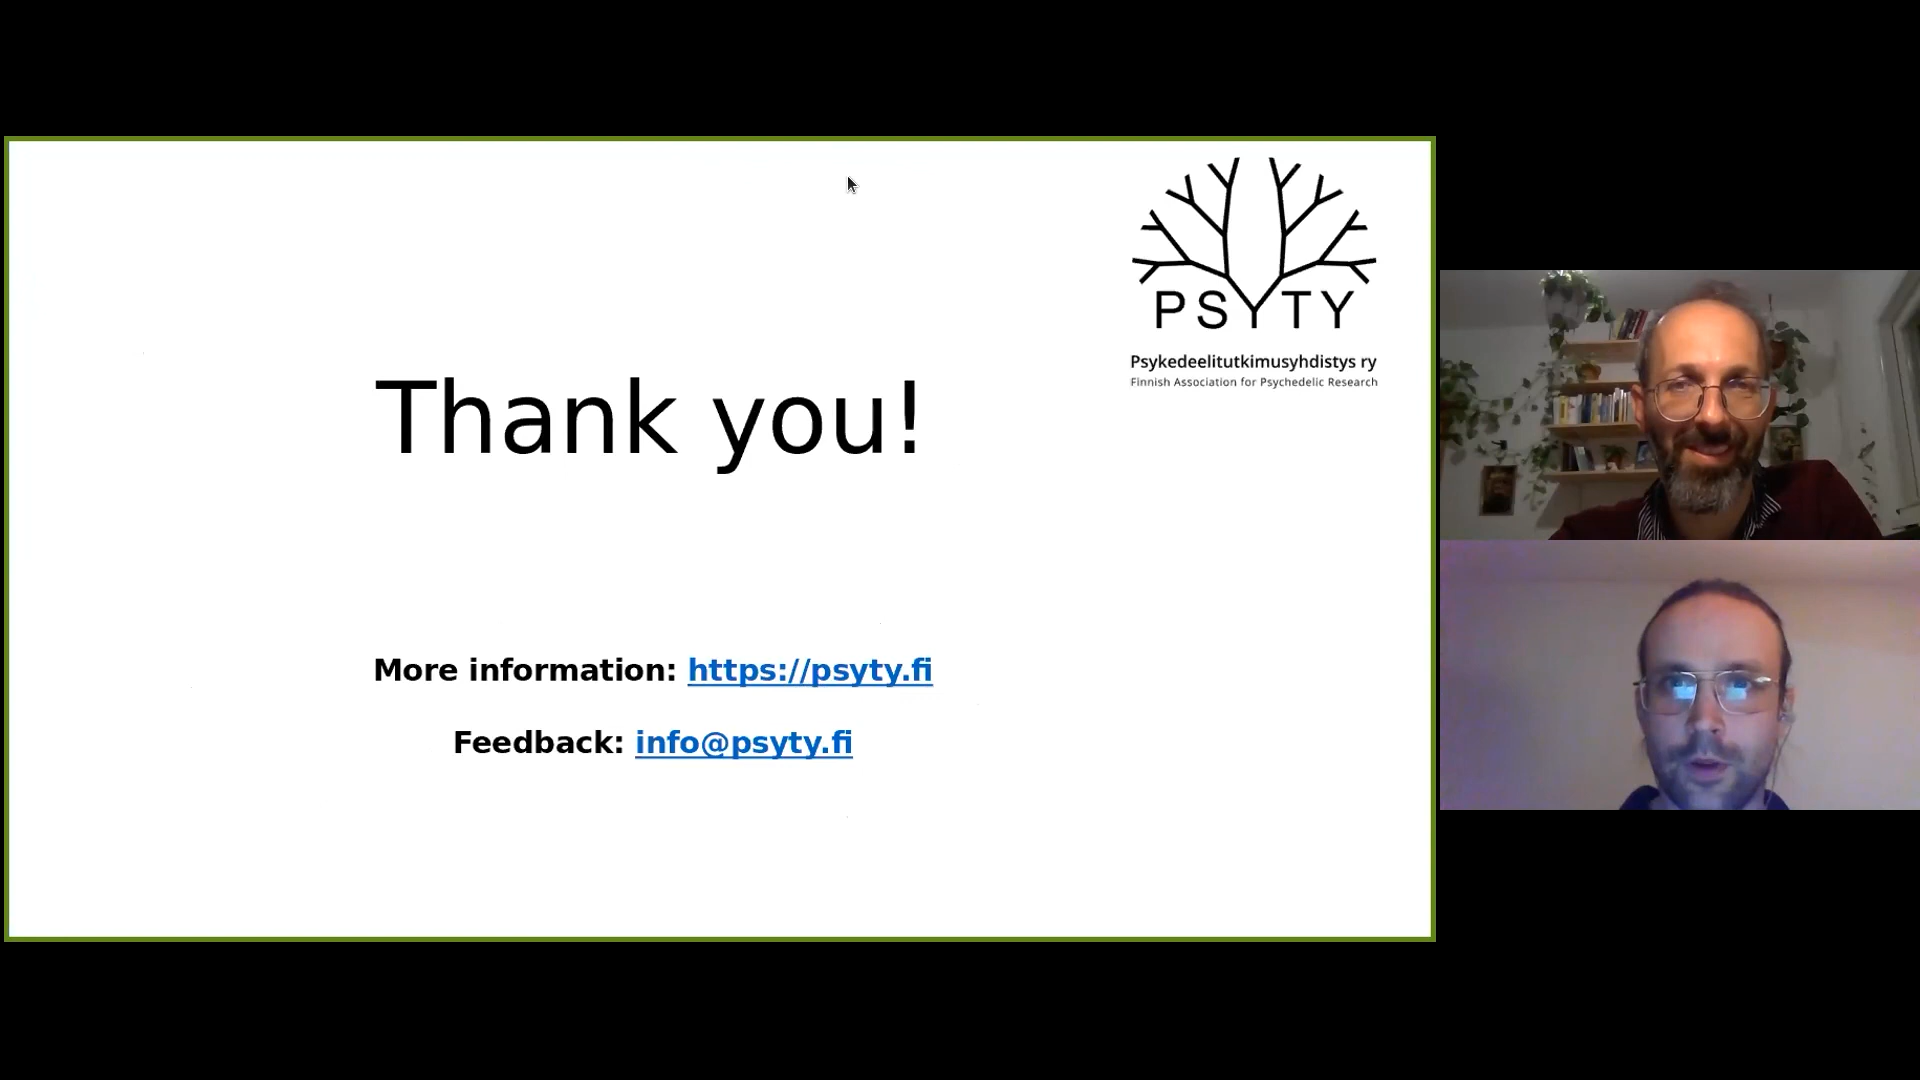 PSYTY
Psykedeelitutkimusyhdistys ry
Finnish Association for Psychedelic Research
Thank you!
More information: https://psyty.fi
Feedback: info@psyty.fi